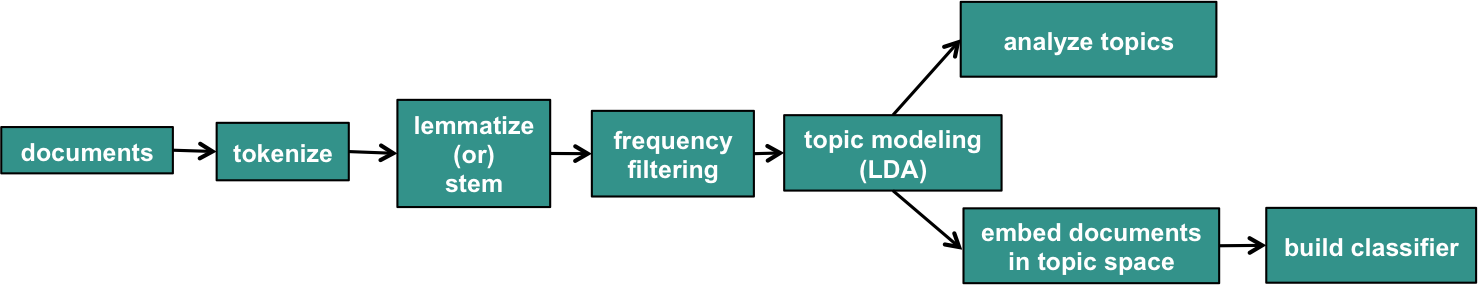 documents
tokenize
lemmatize
(or)
stem
frequency
filtering
topic modeling
(LDA)
analyze topics
embed documents
in topic space
build classifier